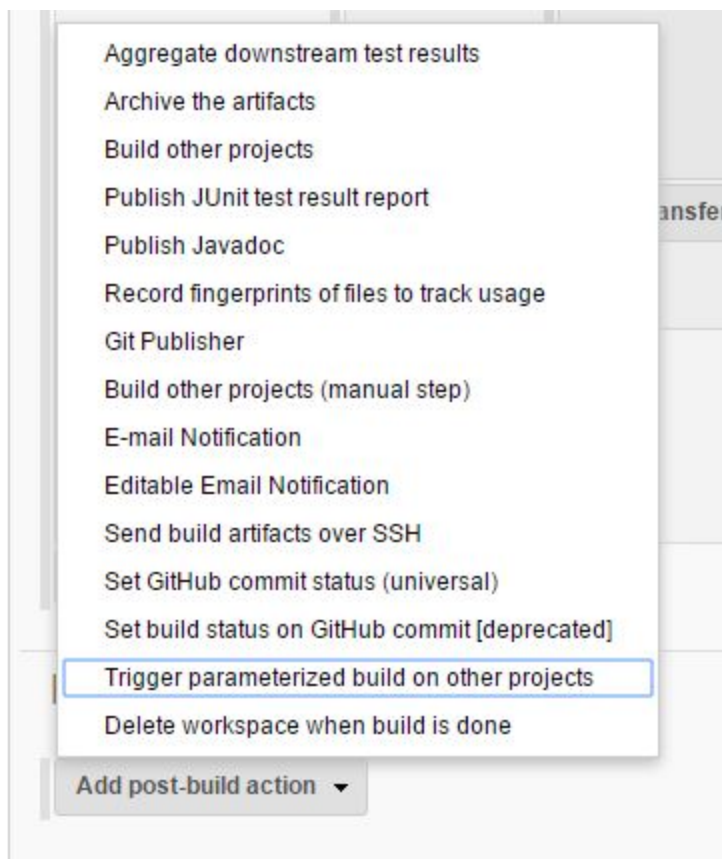 Aggregate downstream test results
Archive the artifacts
Build other projects
Publish JUnit test result report
ansfe
Publish Javadoc
Record fingerprints of files to track usage
Git Publisher
Build other projects (manual step)
E-mail Notification
Editable Email Notification
Send build artifacts over SSH
Set GitHub commit status (universal)
Set build status on GitHub commit [deprecated]
Trigger parameterized build on other projects
Delete workspace when build is done
Add post-build action